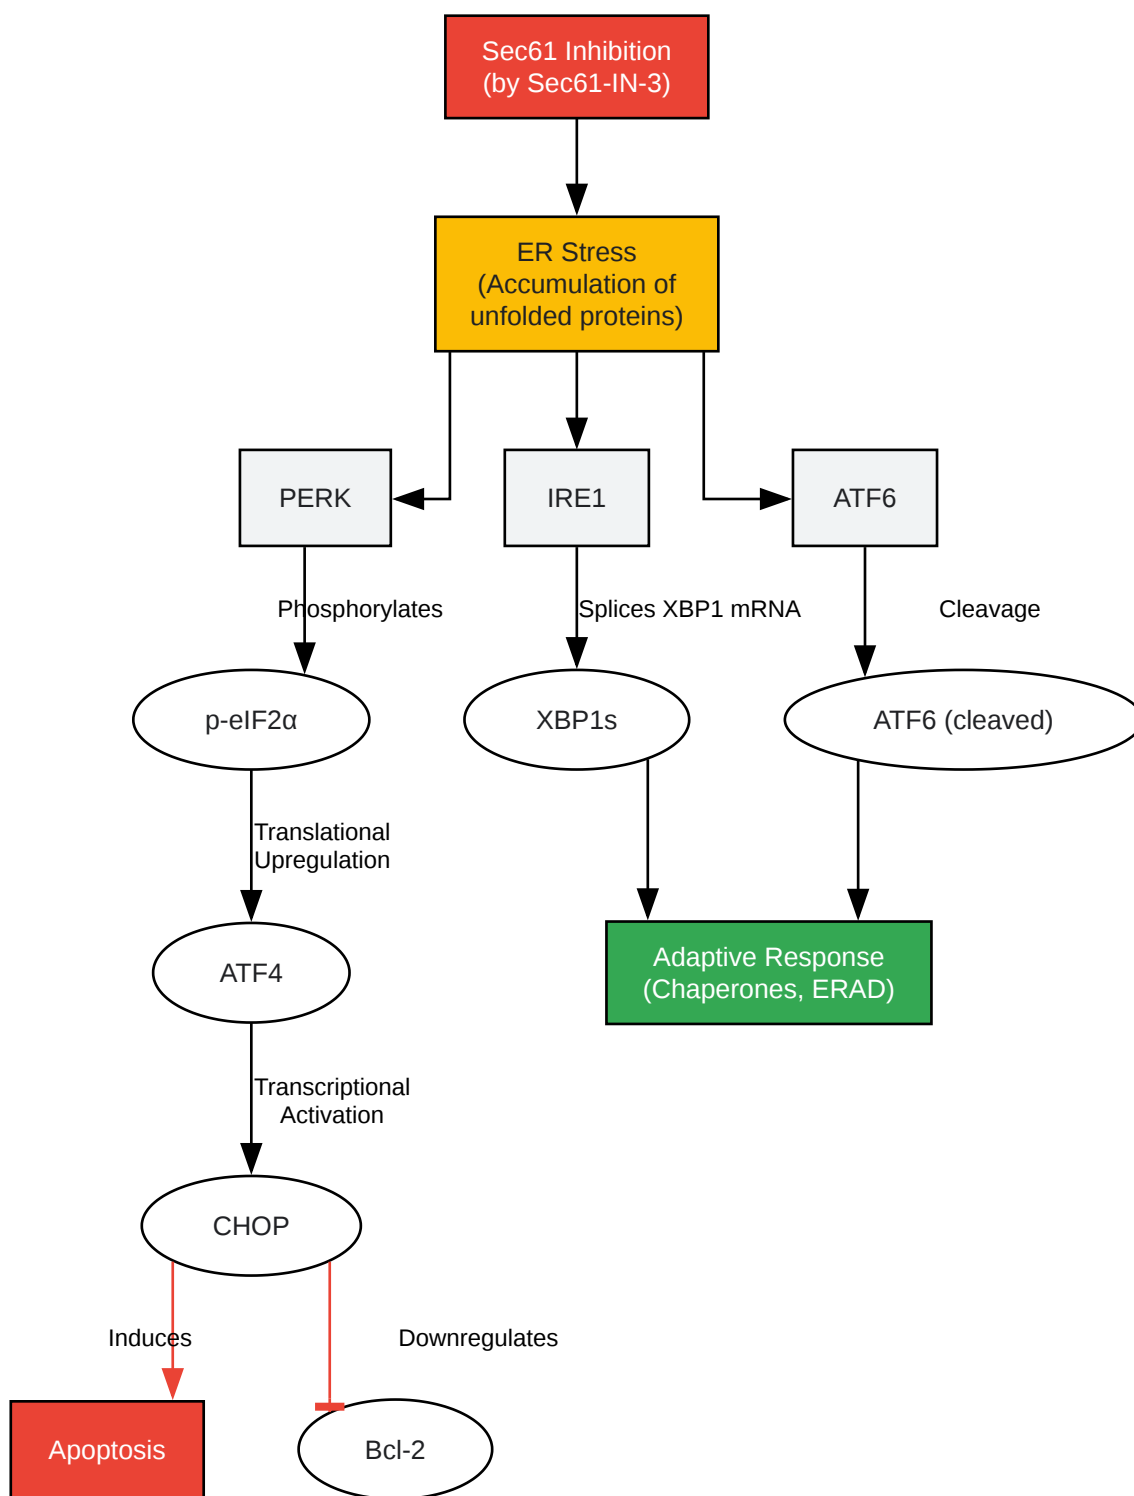 Sec61 Inhibition
(by Sec61-IN-3)
ER Stress
(Accumulation of
unfolded proteins)
PERK
IRE1
ATF6
Phosphorylates
Splices XBP1 mRNA
Cleavage
p-eIF2α
XBP1s
ATF6 (cleaved)
Translational
Upregulation
ATF4
Adaptive Response
(Chaperones, ERAD)
Transcriptional
Activation
CHOP
Induces
Downregulates
Apoptosis
Bcl-2